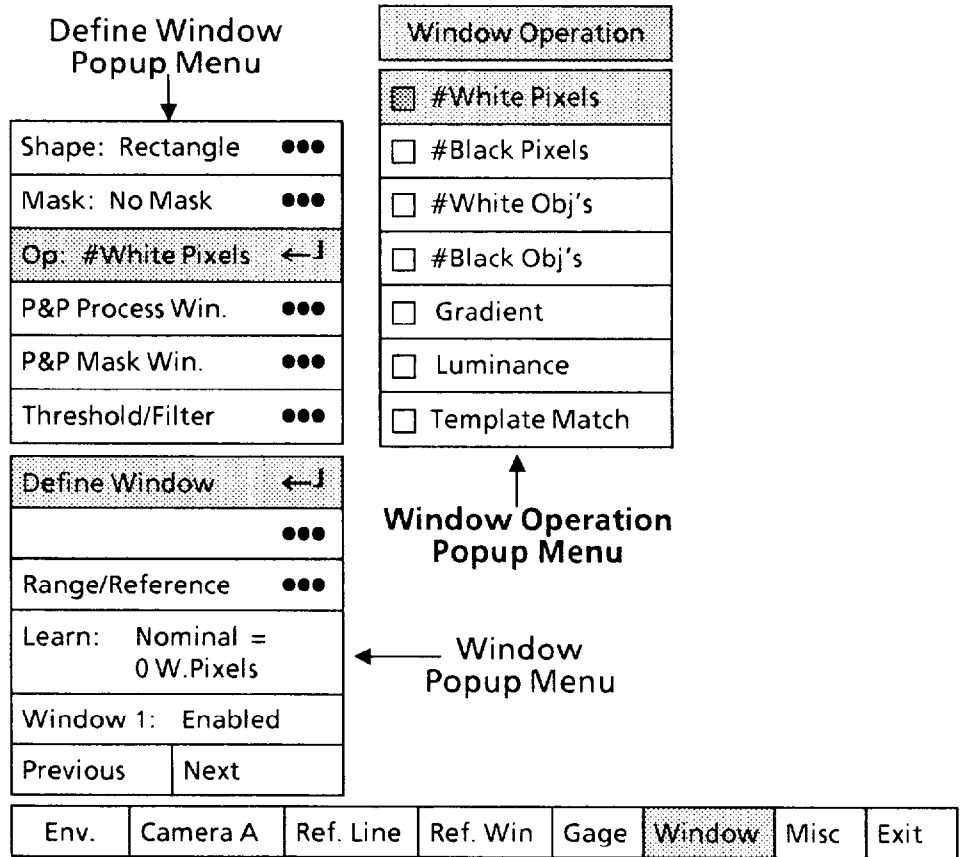 Define Window
Popup Menu
Shape: Rectangle •••
Mask: No Mask •••
Op: #White Pixels ←┘
P&P Process Win. •••
P&P Mask Win. •••
Threshold/Filter •••
Define Window ←┘
•••
Range/Reference •••
Learn: Nominal =
0 W.Pixels
Window 1: Enabled
Previous Next
Window Operation
#White Pixels
#Black Pixels
#White Obj's
#Black Obj's
Gradient
Luminance
Template Match
Window Operation
Popup Menu
Window
Popup Menu
Env. Camera A Ref. Line Ref. Win Gage Window Misc Exit